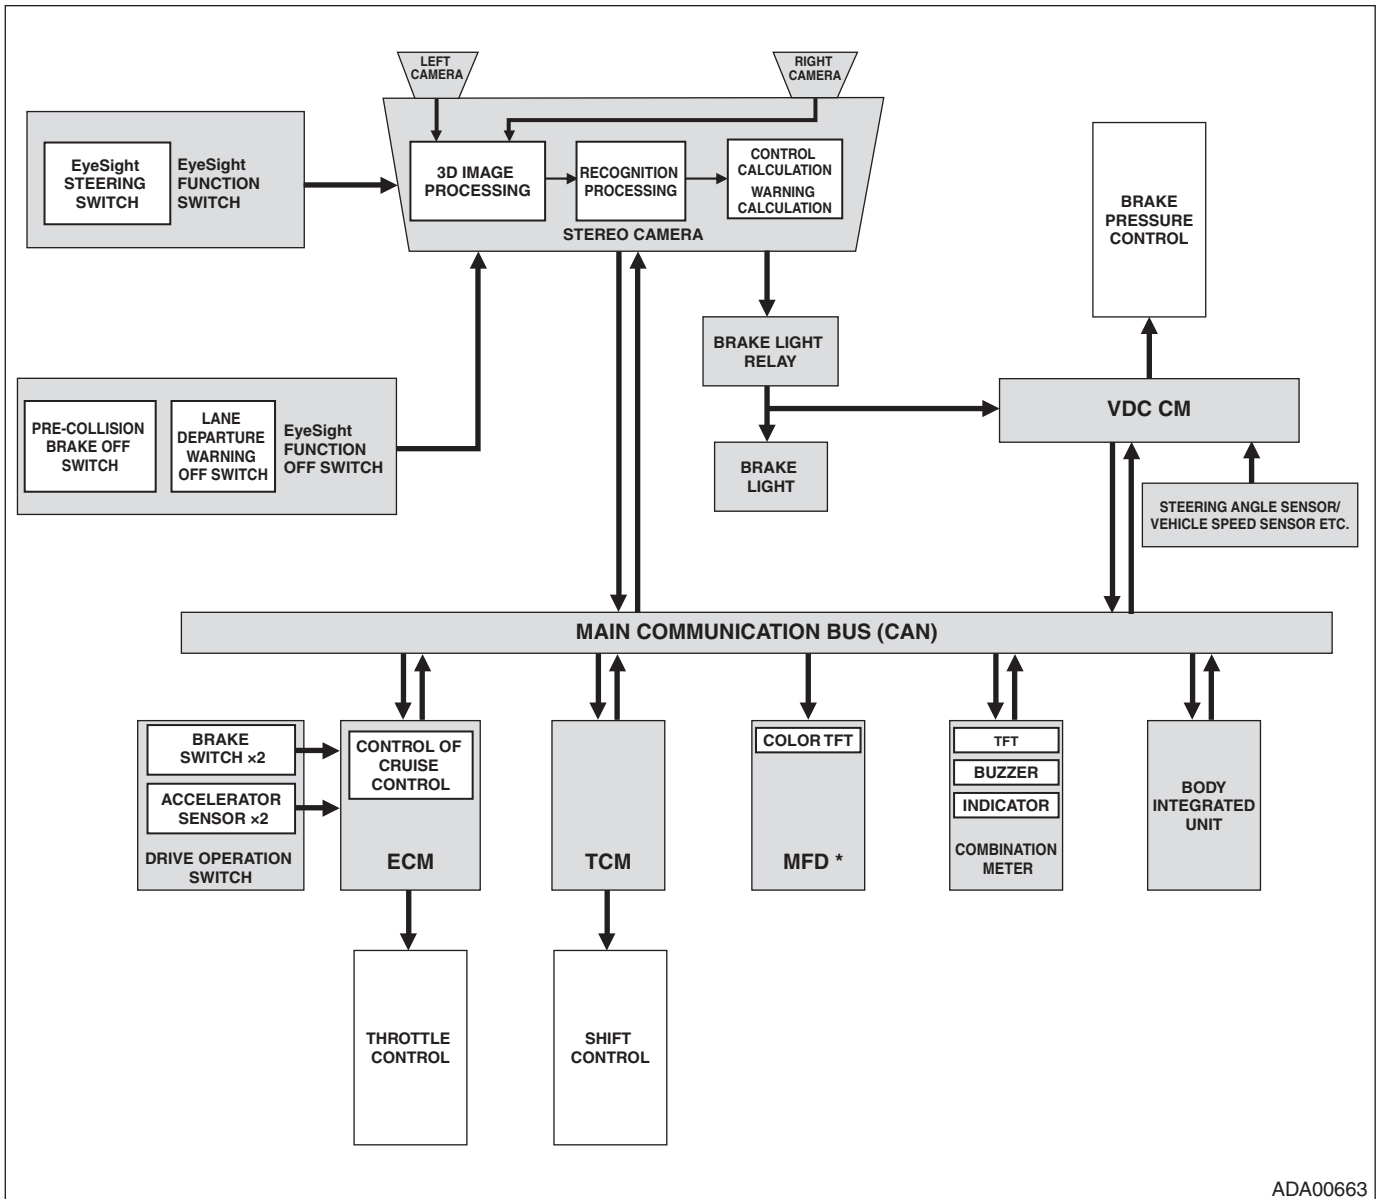 LEFT
CAMERA
RIGHT
CAMERA
EyeSight
STEERING
SWITCH
EyeSight
FUNCTION
SWITCH
3D IMAGE
PROCESSING
RECOGNITION
PROCESSING
CONTROL
CALCULATION
WARNING
CALCULATION
STEREO CAMERA
BRAKE
PRESSURE
CONTROL
BRAKE LIGHT
RELAY
PRE-COLLISION
BRAKE OFF
SWITCH
LANE
DEPARTURE
WARNING
OFF SWITCH
EyeSight
FUNCTION
OFF SWITCH
BRAKE
LIGHT
VDC CM
STEERING ANGLE SENSOR/
VEHICLE SPEED SENSOR ETC.
MAIN COMMUNICATION BUS (CAN)
BRAKE
SWITCH ×2
ACCELERATOR
SENSOR ×2
DRIVE OPERATION
SWITCH
CONTROL OF
CRUISE
CONTROL
ECM
TCM
COLOR TFT
MFD *
TFT
BUZZER
INDICATOR
COMBINATION
METER
BODY
INTEGRATED
UNIT
THROTTLE
CONTROL
SHIFT
CONTROL
ADA00663